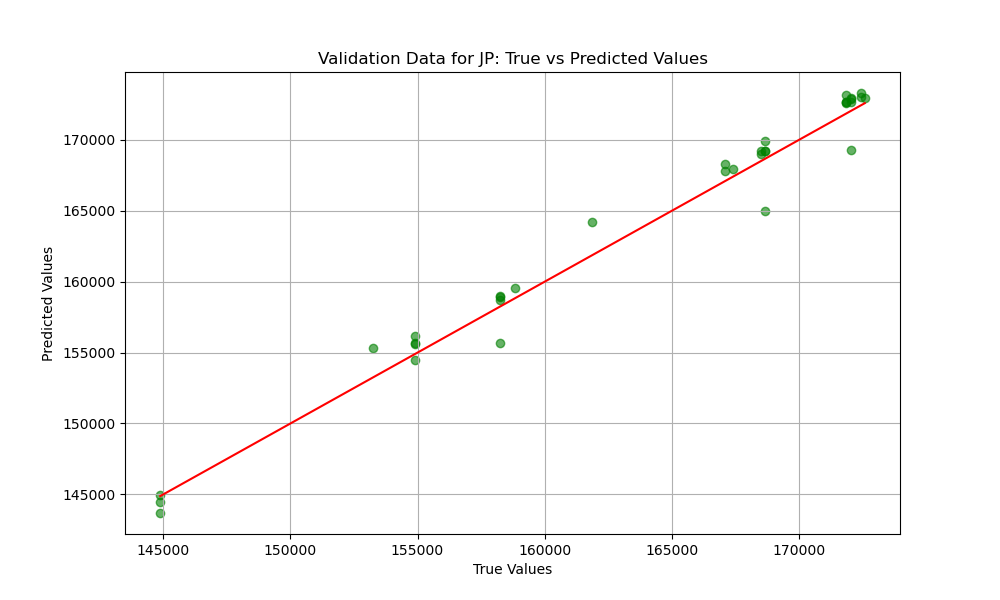 Validation Data for JP: True vs Predicted Values
Predicted Values
170000
165000
160000
155000
150000
145000
145000 150000 155000 160000 165000 170000
True Values